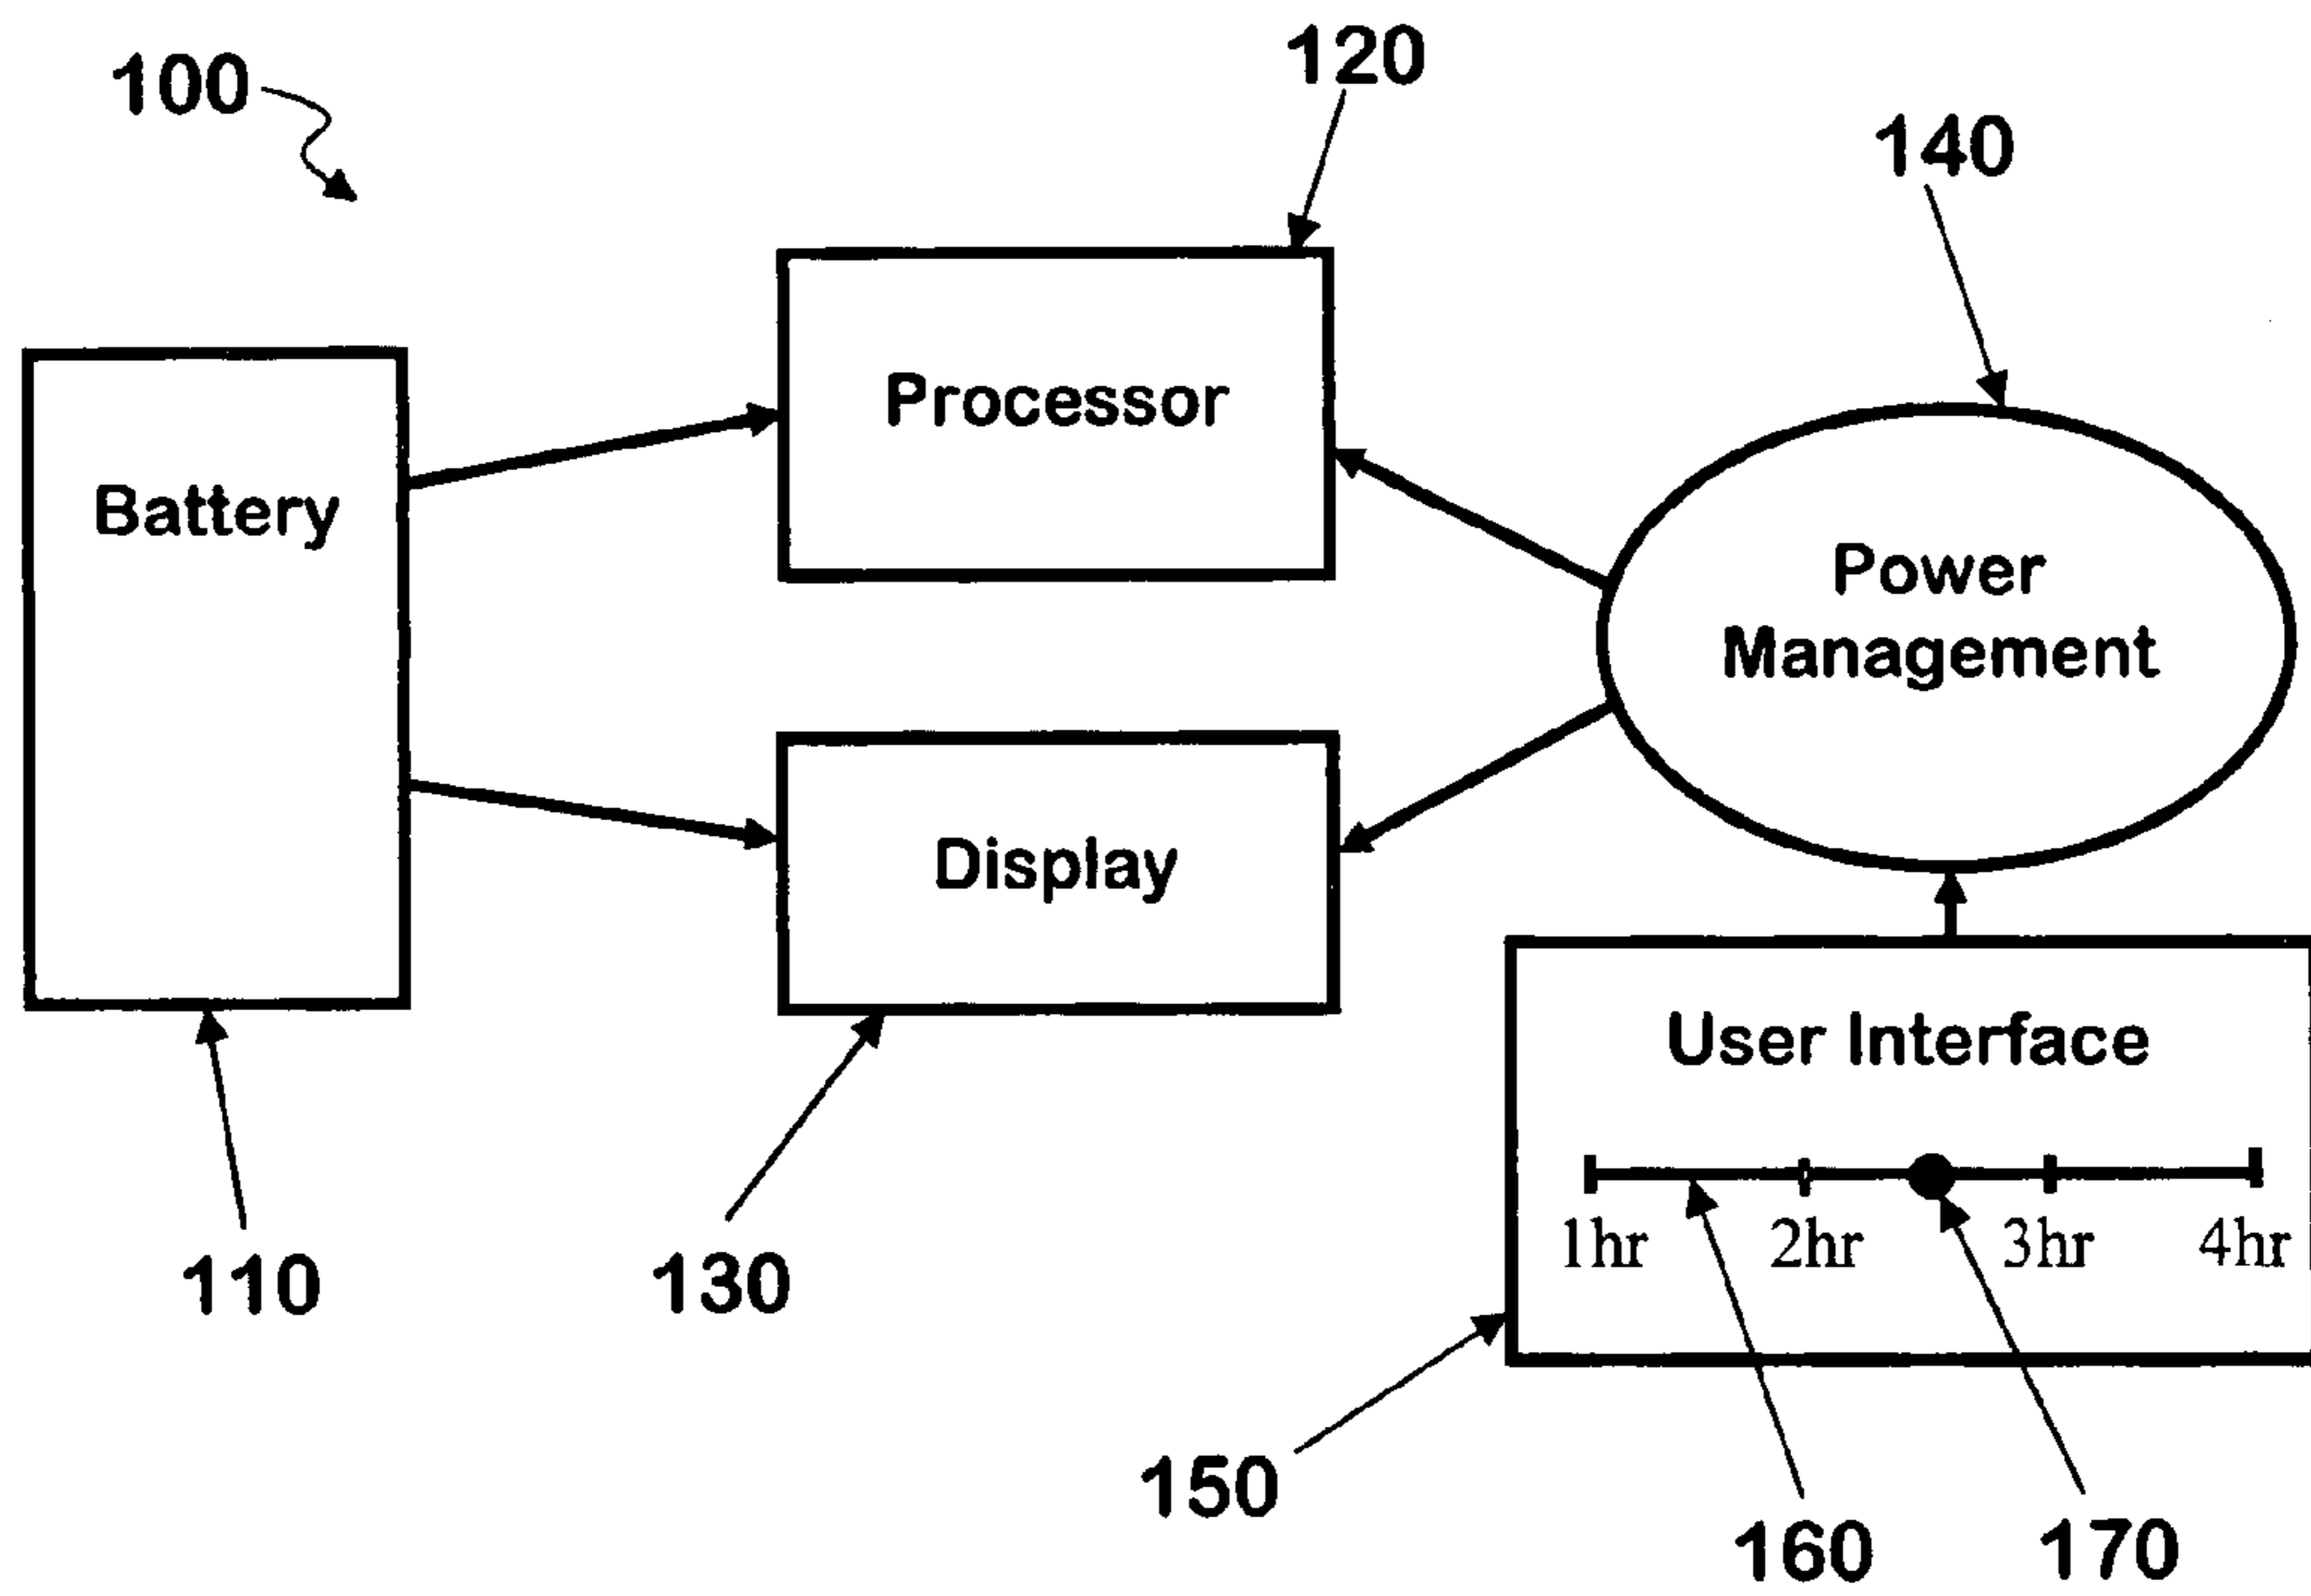 100
120
140
Processor
Battery
Power
Management
Display
User Interface
1hr 2hr 3hr 4hr
110
130
150
160
170